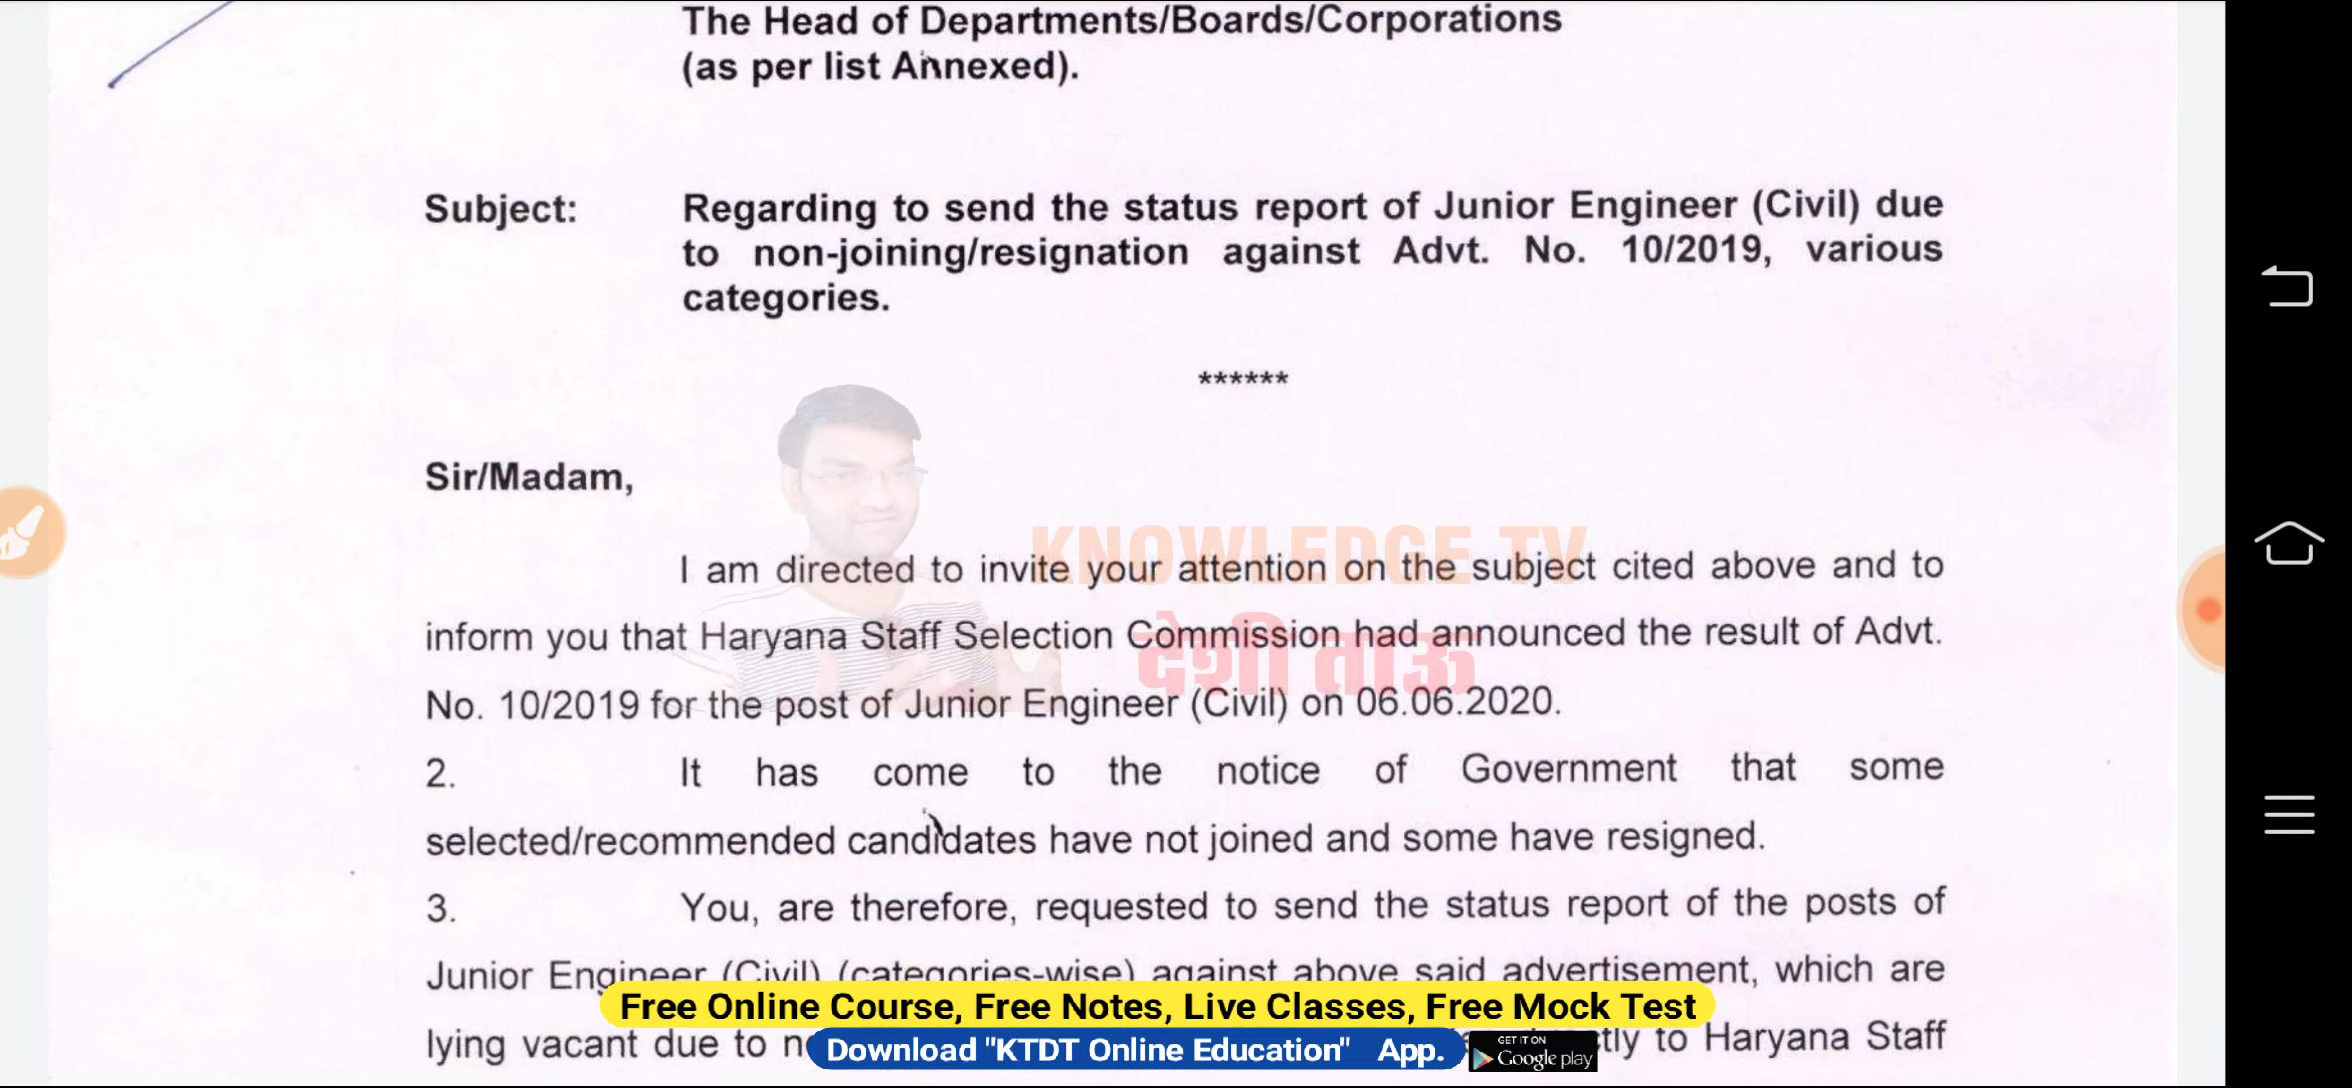 The Head of Departments/Boards/Corporations
(as per list Annexed).
Subject: Regarding to send the status report of Junior Engineer (Civil) due
to non-joining/resignation against Advt. No. 10/2019, various
categories.
******
Sir/Madam,
KNOWLEDGE TV
देशी ताऊ
I am directed to invite your attention on the subject cited above and to
inform you that Haryana Staff Selection Commission had announced the result of Advt.
No. 10/2019 for the post of Junior Engineer (Civil) on 06.06.2020.
2. It has come to the notice of Government that some
selected/recommended candidates have not joined and some have resigned.
3. You, are therefore, requested to send the status report of the posts of
Junior Engineer (Civil) (categories-wise) against above said advertisement, which are
lying vacant due to to Haryana Staff
Free Online Course, Free Notes, Live Classes, Free Mock Test
Download "KTDT Online Education" App.
GET IT ON
Google play